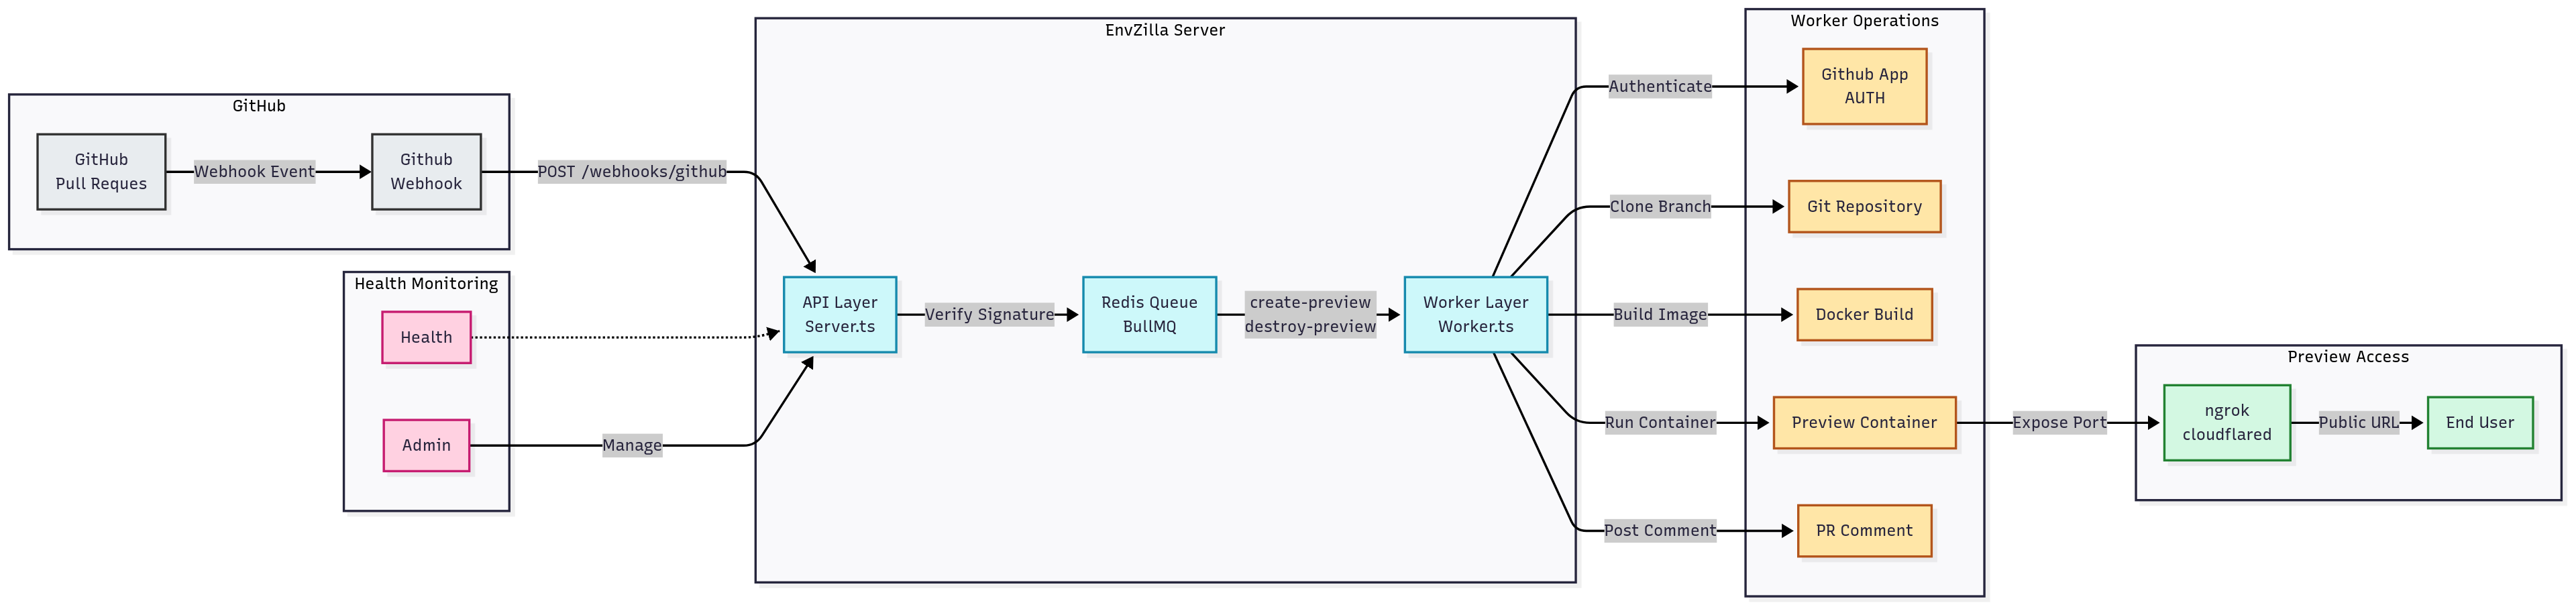 GitHub
GitHub
Pull Reques
Webhook Event
Github
Webhook
POST /webhooks/github
Health Monitoring
Health
Admin
Manage
EnvZilla Server
API Layer
Server.ts
Verify Signature
Redis Queue
BullMQ
create-preview
destroy-preview
Worker Layer
Worker.ts
Authenticate
Clone Branch
Build Image
Run Container
Post Comment
Worker Operations
Github App
AUTH
Git Repository
Docker Build
Preview Container
PR Comment
Expose Port
Preview Access
ngrok
cloudflared
Public URL
End User